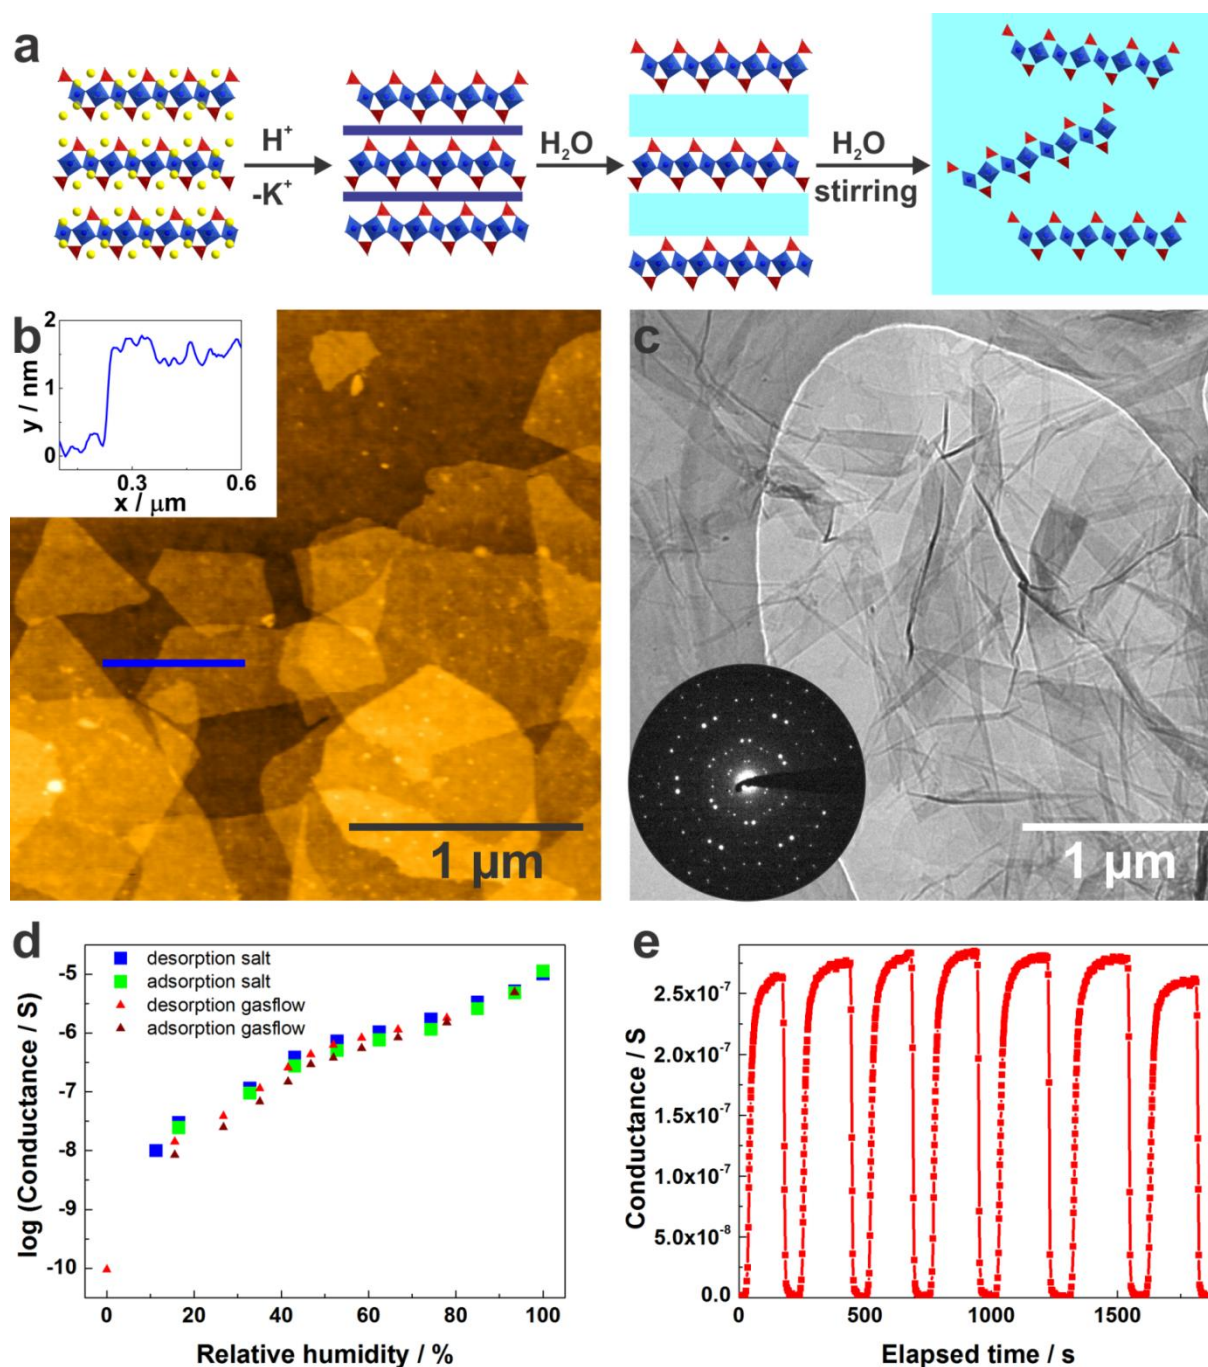 a
H⁺
-K⁺
H₂O
H₂O
stirring
b
y / nm
2
1
0
0.3
0.6
x / μm
1 μm
c
1 μm
d
desorption salt
adsorption salt
desorption gasflow
adsorption gasflow
log (Conductance / S)
-5
-6
-7
-8
-9
-10
0
20
40
60
80
100
Relative humidity / %
e
Conductance / S
2.5x10⁻⁷
2.0x10⁻⁷
1.5x10⁻⁷
1.0x10⁻⁷
5.0x10⁻⁸
0.0
0
500
1000
1500
Elapsed time / s